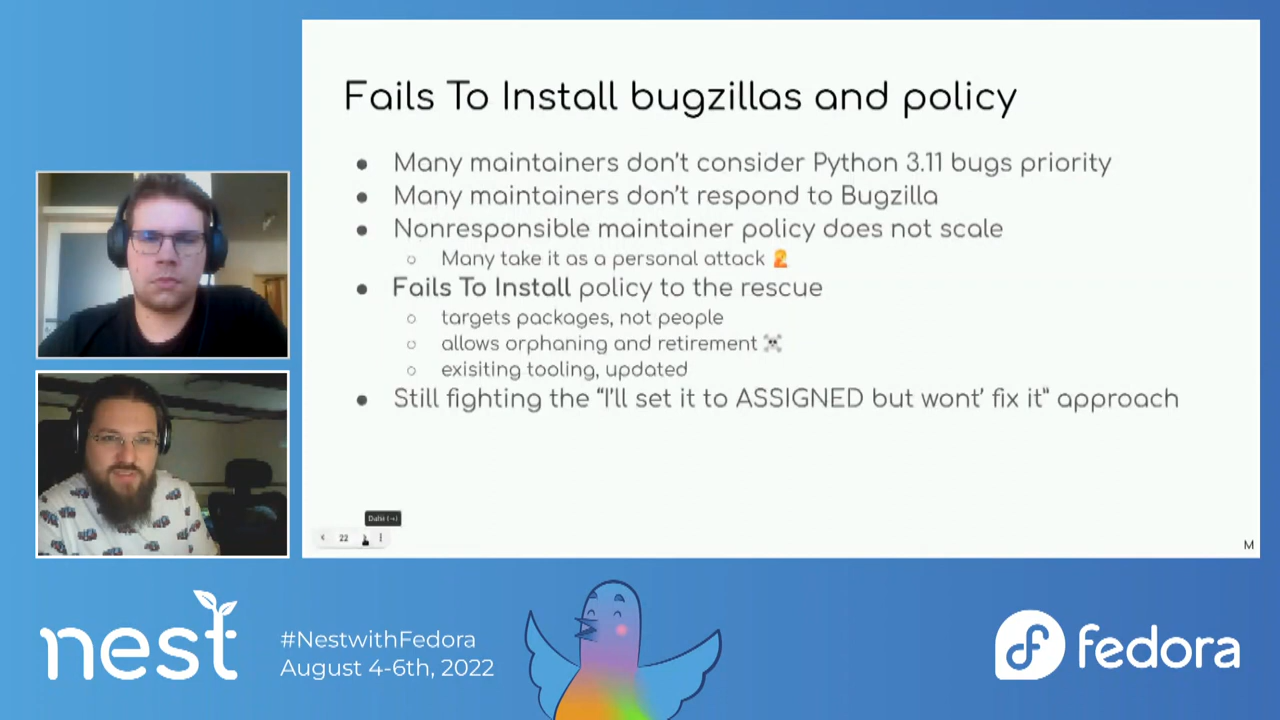 Fails To Install bugzillas and policy
● Many maintainers don't consider Python 3.11 bugs priority
● Many maintainers don't respond to Bugzilla
● Nonresponsible maintainer policy does not scale
○ Many take it as a personal attack
● Fails To Install policy to the rescue
○ targets packages, not people
○ allows orphaning and retirement ☠
○ exisiting tooling, updated
● Still fighting the “I'll set it to ASSIGNED but wont' fix it” approach
22
M
nest
#NestwithFedora
August 4-6th, 2022
fedora